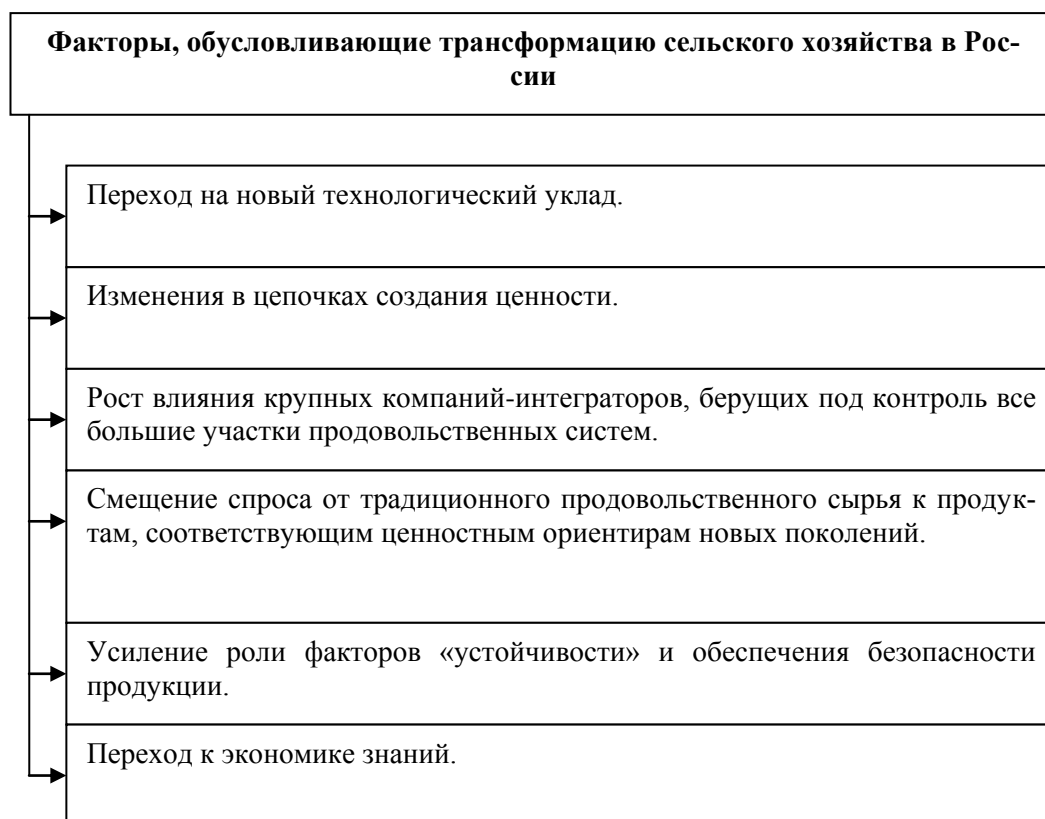 Факторы, обусловливающие трансформацию сельского хозяйства в Рос-
сии
Переход на новый технологический уклад.
Изменения в цепочках создания ценности.
Рост влияния крупных компаний-интеграторов, берущих под контроль все
большие участки продовольственных систем.
Смещение спроса от традиционного продовольственного сырья к продук-
там, соответствующим ценностным ориентирам новых поколений.
Усиление роли факторов «устойчивости» и обеспечения безопасности
продукции.
Переход к экономике знаний.